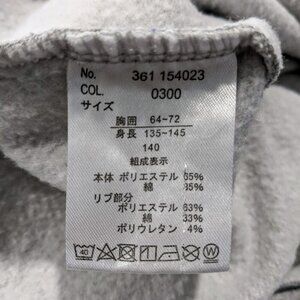 No. 361 154023
COL. 0300
サイズ
胸囲 64~72
身長 135~145
140
組成表示
本体 ポリエステル 65%
綿 35%
リブ部分
ポリエステル 63%
綿 33%
ポリウレタン 4%
40 W